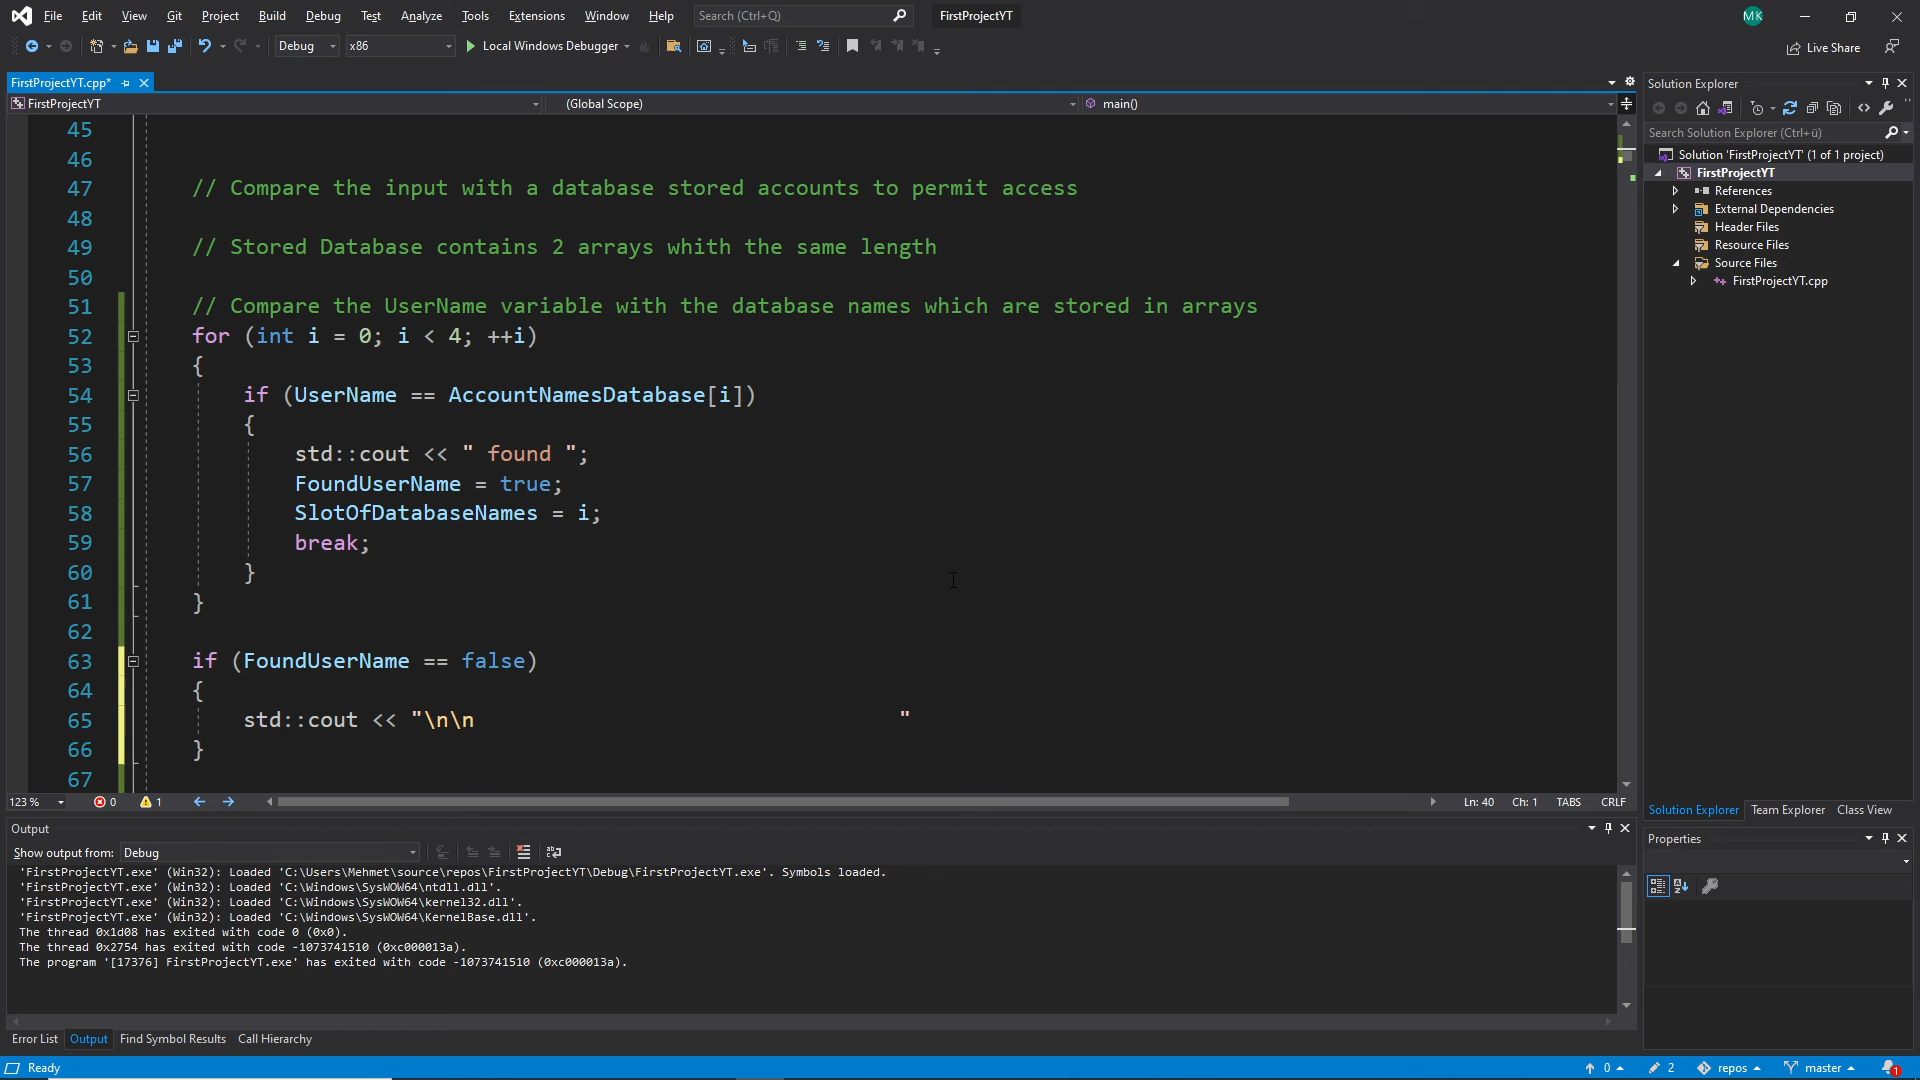 File Edit View Git Project Build Debug Test Analyze Tools Extensions Window Help Search (Ctrl+Q) FirstProjectYT MK
Debug x86 Local Windows Debugger Live Share
FirstProjectYT.cpp*
FirstProjectYT (Global Scope) main()
45
46
47 // Compare the input with a database stored accounts to permit access
48
49 // Stored Database contains 2 arrays whith the same length
50
51 // Compare the UserName variable with the database names which are stored in arrays
52 for (int i = 0; i < 4; ++i)
53 {
54 if (UserName == AccountNamesDatabase[i])
55 {
56 std::cout << " found ";
57 FoundUserName = true;
58 SlotOfDatabaseNames = i;
59 break;
60 }
61 }
62
63 if (FoundUserName == false)
64 {
65 std::cout << "\n\n "
66 }
67
123 % 0 1 Ln: 40 Ch: 1 TABS CRLF
Output
Show output from: Debug
'FirstProjectYT.exe' (Win32): Loaded 'C:\Users\Mehmet\source\repos\FirstProjectYT\Debug\FirstProjectYT.exe'. Symbols loaded.
'FirstProjectYT.exe' (Win32): Loaded 'C:\Windows\SysWOW64\ntdll.dll'.
'FirstProjectYT.exe' (Win32): Loaded 'C:\Windows\SysWOW64\kernel32.dll'.
'FirstProjectYT.exe' (Win32): Loaded 'C:\Windows\SysWOW64\KernelBase.dll'.
The thread 0x1d08 has exited with code 0 (0x0).
The thread 0x2754 has exited with code -1073741510 (0xc000013a).
The program '[17376] FirstProjectYT.exe' has exited with code -1073741510 (0xc000013a).
Error List Output Find Symbol Results Call Hierarchy
Solution Explorer
Search Solution Explorer (Ctrl+ü)
Solution 'FirstProjectYT' (1 of 1 project)
FirstProjectYT
References
External Dependencies
Header Files
Resource Files
Source Files
FirstProjectYT.cpp
Solution Explorer Team Explorer Class View
Properties
Ready 0 2 repos master 1